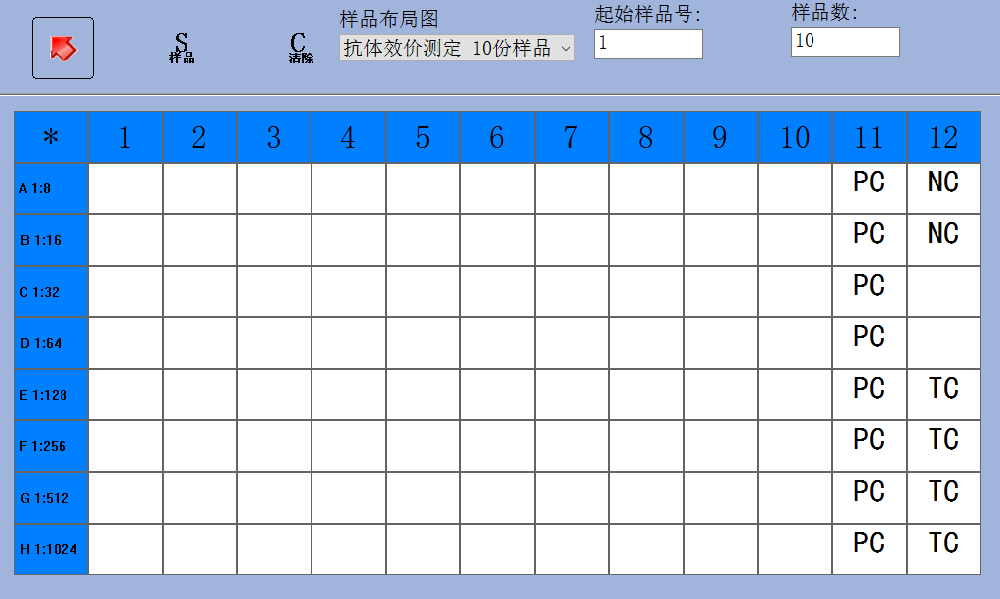 样品布局图 起始样品号: 样品数:
S 样品 C 清除 抗体效价测定 10份样品 1 10
* 1 2 3 4 5 6 7 8 9 10 11 12
A 1:8 PC NC
B 1:16 PC NC
C 1:32 PC
D 1:64 PC
E 1:128 PC TC
F 1:256 PC TC
G 1:512 PC TC
H 1:1024 PC TC